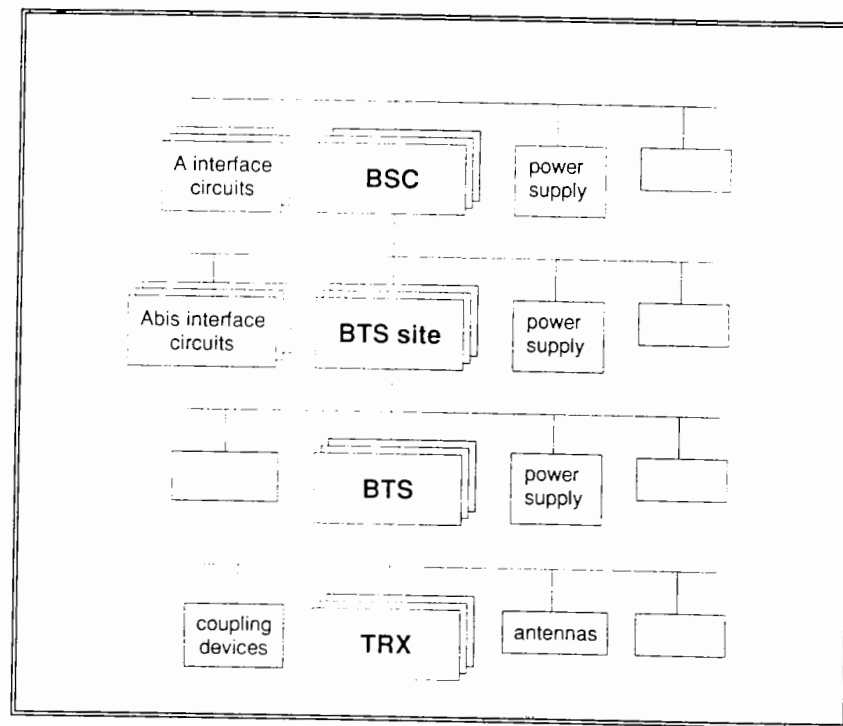 A interface
circuits
BSC
power
supply
Abis interface
circuits
BTS site
power
supply
BTS
power
supply
coupling
devices
TRX
antennas